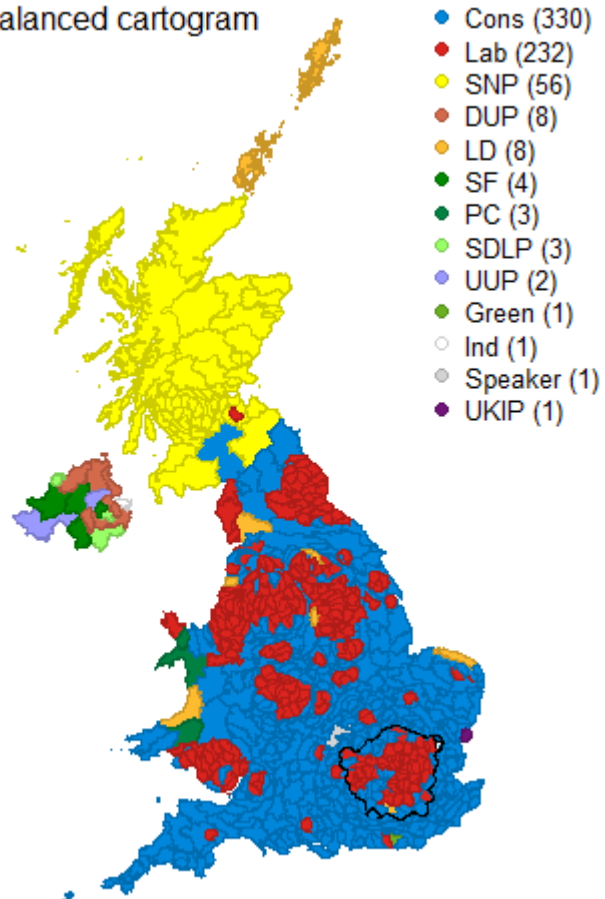 alanced cartogram
Cons (330)
Lab (232)
SNP (56)
DUP (8)
LD (8)
SF (4)
PC (3)
SDLP (3)
UUP (2)
Green (1)
Ind (1)
Speaker (1)
UKIP (1)